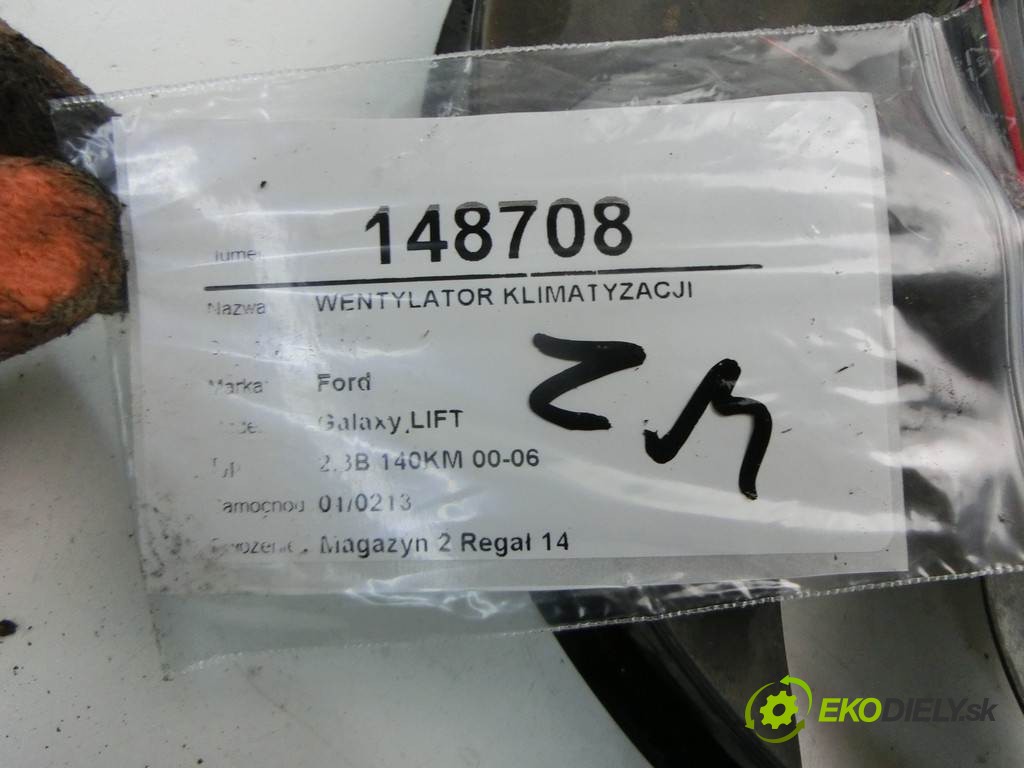 148708
Nazwa WENTYLATOR KLIMATYZACJI
Marka Ford
Galaxy LIFT
2.3B 140KM 00-06
01/0213
Magazyn 2 Regał 14
EKODIELY.sk